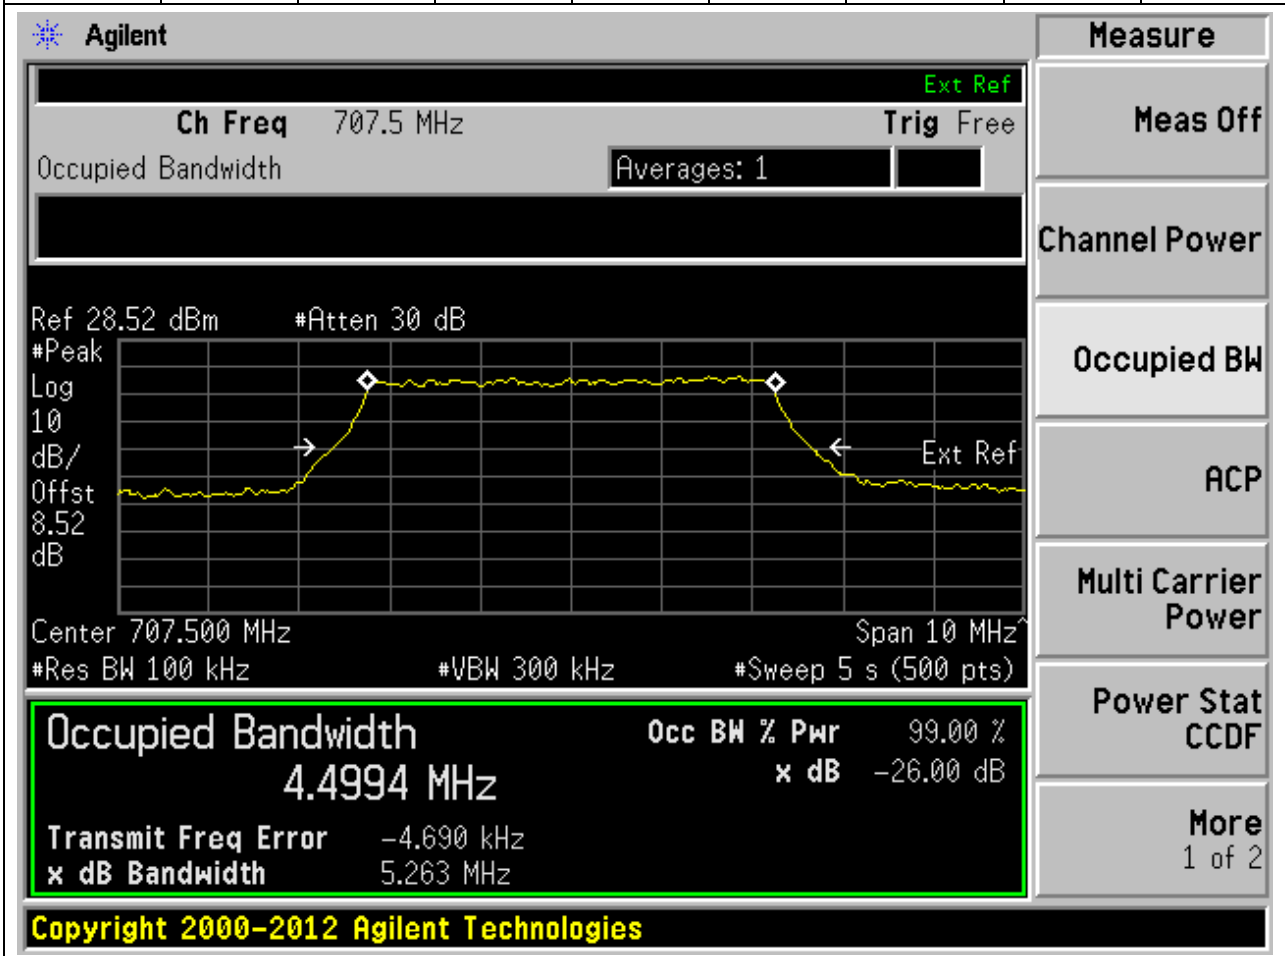 Agilent
Measure
Ext Ref
Ch Freq 707.5 MHz Trig Free
Meas Off
Occupied Bandwidth Averages: 1
Channel Power
Ref 28.52 dBm #Atten 30 dB
#Peak
Log
10
dB/
Offst
8.52
dB
Ext Ref
Occupied BW
ACP
Center 707.500 MHz Span 10 MHz^
#Res BW 100 kHz #VBW 300 kHz #Sweep 5 s (500 pts)
Multi Carrier
Power
Occupied Bandwidth Occ BW % Pwr 99.00 %
4.4994 MHz x dB -26.00 dB
Transmit Freq Error -4.690 kHz
x dB Bandwidth 5.263 MHz
Power Stat
CCDF
More
1 of 2
Copyright 2000-2012 Agilent Technologies